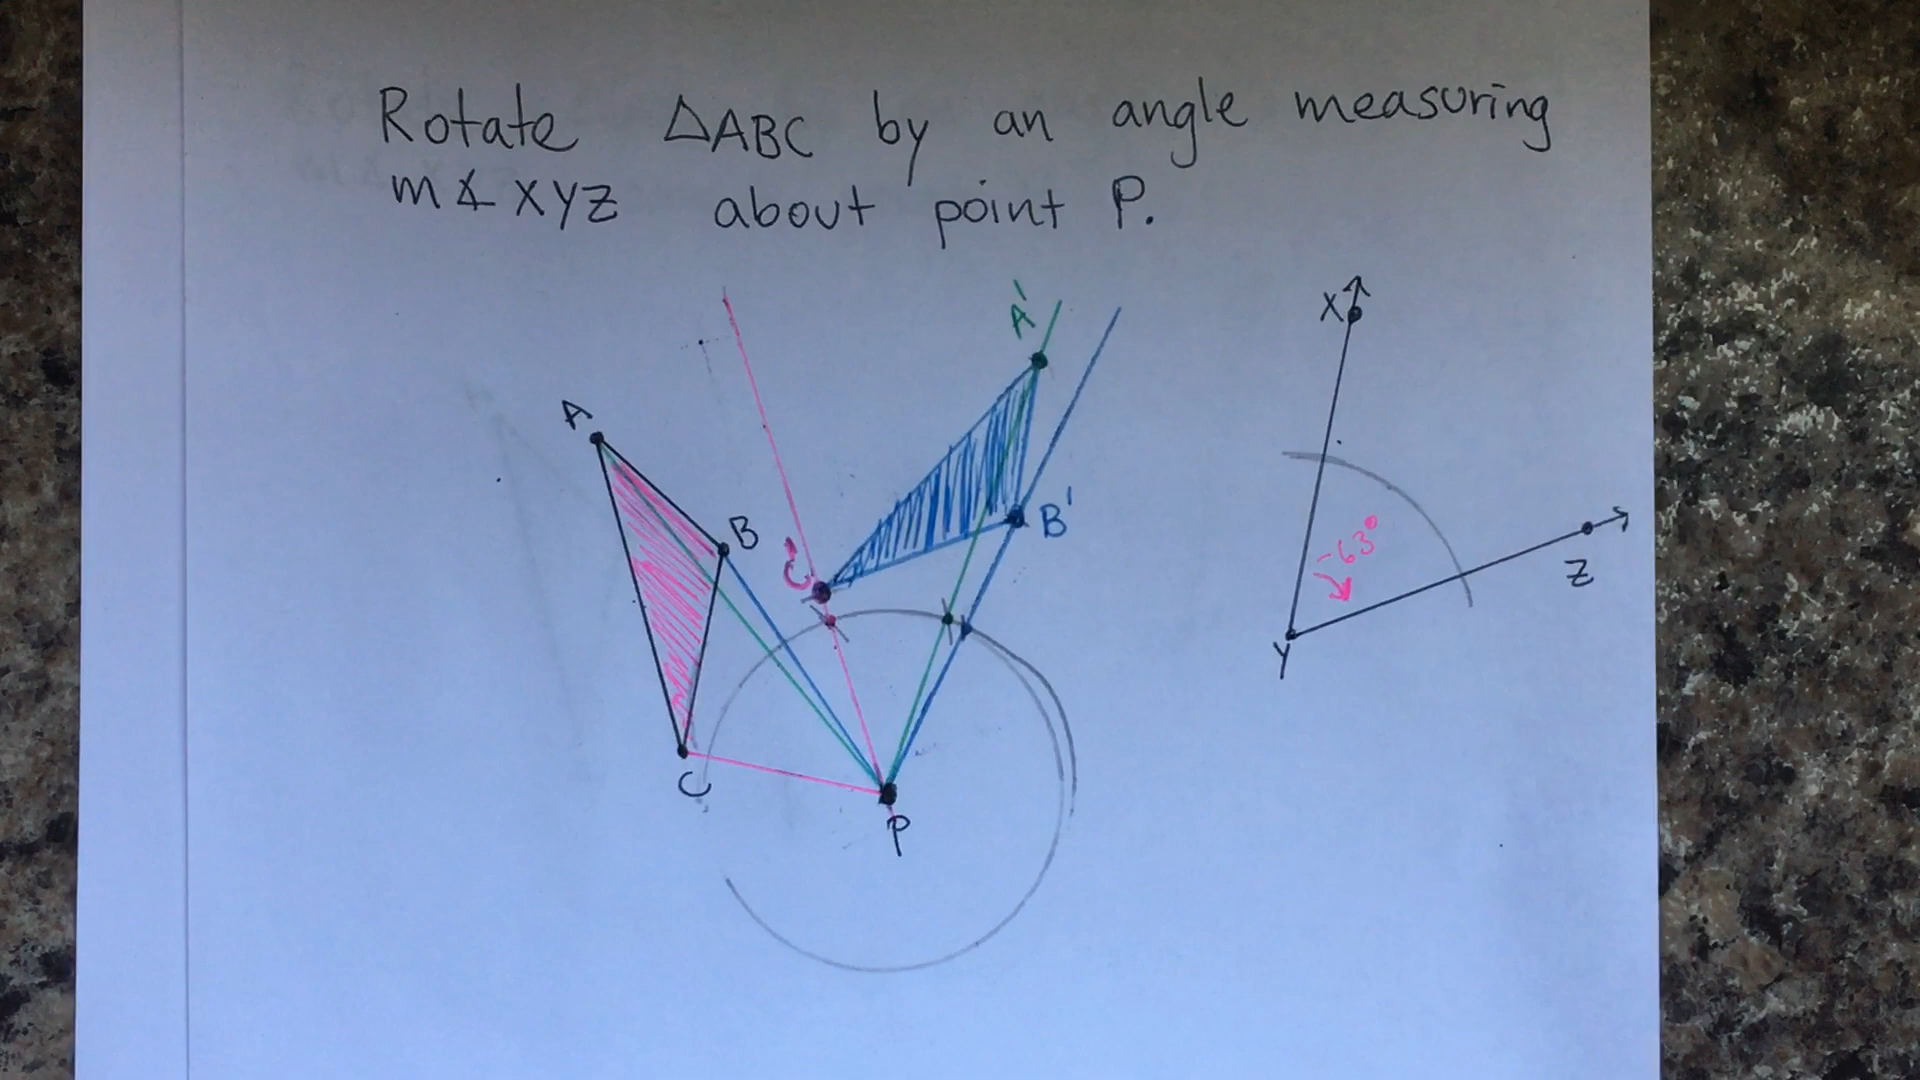 Rotate △ABC by an angle measuring
m∡XYZ about point P.
A'
X
A
B
C'
B'
-63°
Z
Y
C
P